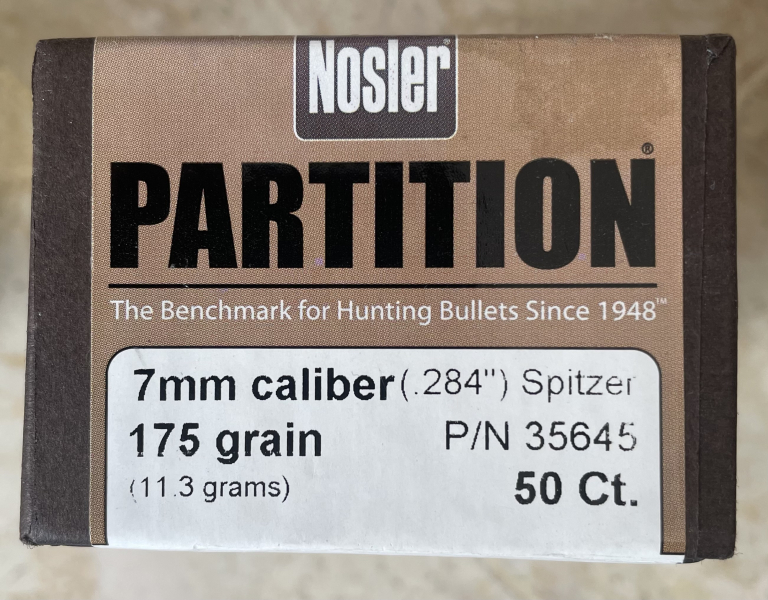 Nosler®
PARTITION®
The Benchmark for Hunting Bullets Since 1948™
7mm caliber (.284") Spitzer
175 grain P/N 35645
(11.3 grams) 50 Ct.